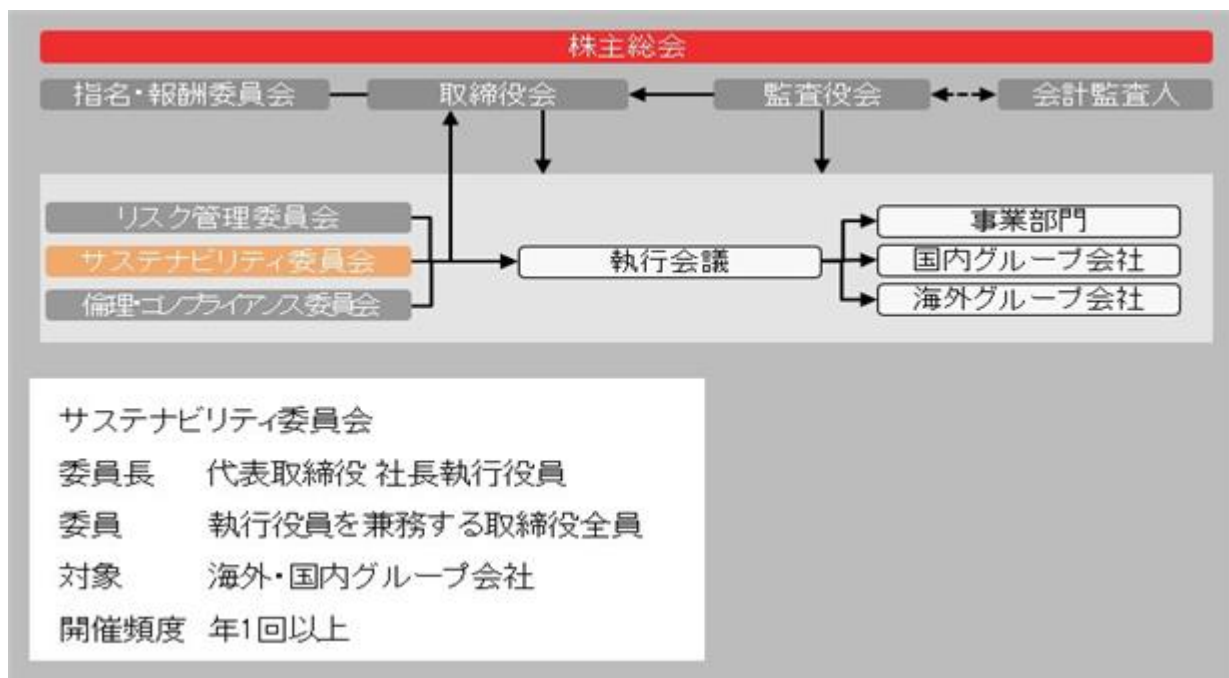 株主総会
指名・報酬委員会 取締役会 監査役会 会計監査人
リスク管理委員会
サステナビリティ委員会
倫理・コンプライアンス委員会
執行会議
事業部門
国内グループ会社
海外グループ会社
サステナビリティ委員会
委員長 代表取締役 社長執行役員
委員 執行役員を兼務する取締役全員
対象 海外・国内グループ会社
開催頻度 年1回以上